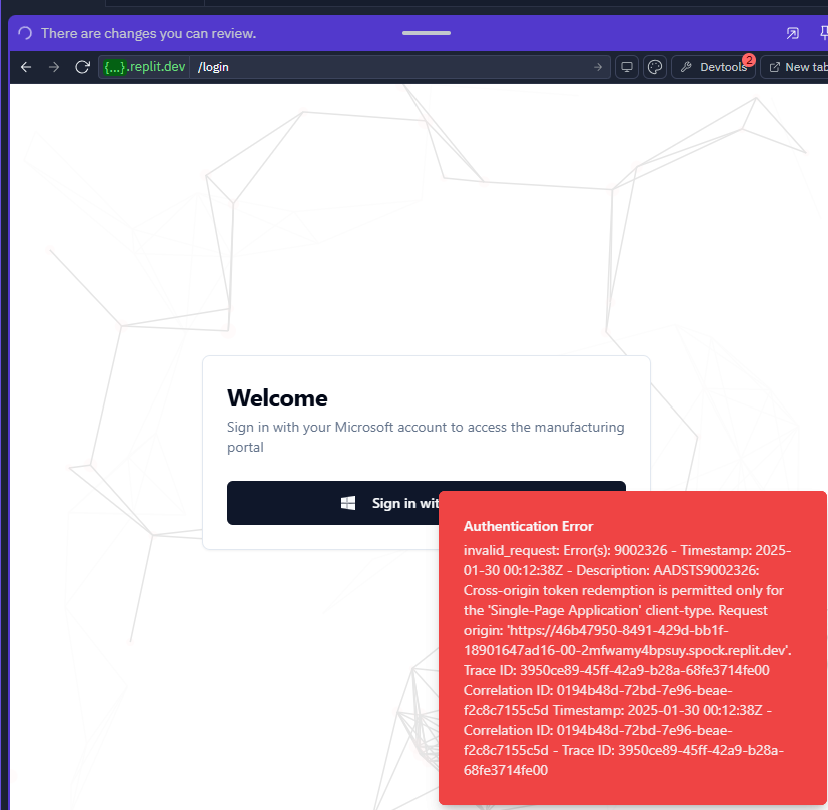 There are changes you can review.
{...}.replit.dev /login
Devtools 2
New tab
Welcome
Sign in with your Microsoft account to access the manufacturing
portal
Sign in wit
Authentication Error
invalid_request: Error(s): 9002326 - Timestamp: 2025-
01-30 00:12:38Z - Description: AADSTS9002326:
Cross-origin token redemption is permitted only for
the 'Single-Page Application' client-type. Request
origin: 'https://46b47950-8491-429d-bb1f-
18901647ad16-00-2mfwamy4bpsuy.spock.replit.dev'.
Trace ID: 3950ce89-45ff-42a9-b28a-68fe3714fe00
Correlation ID: 0194b48d-72bd-7e96-beae-
f2c8c7155c5d Timestamp: 2025-01-30 00:12:38Z -
Correlation ID: 0194b48d-72bd-7e96-beae-
f2c8c7155c5d - Trace ID: 3950ce89-45ff-42a9-b28a-
68fe3714fe00